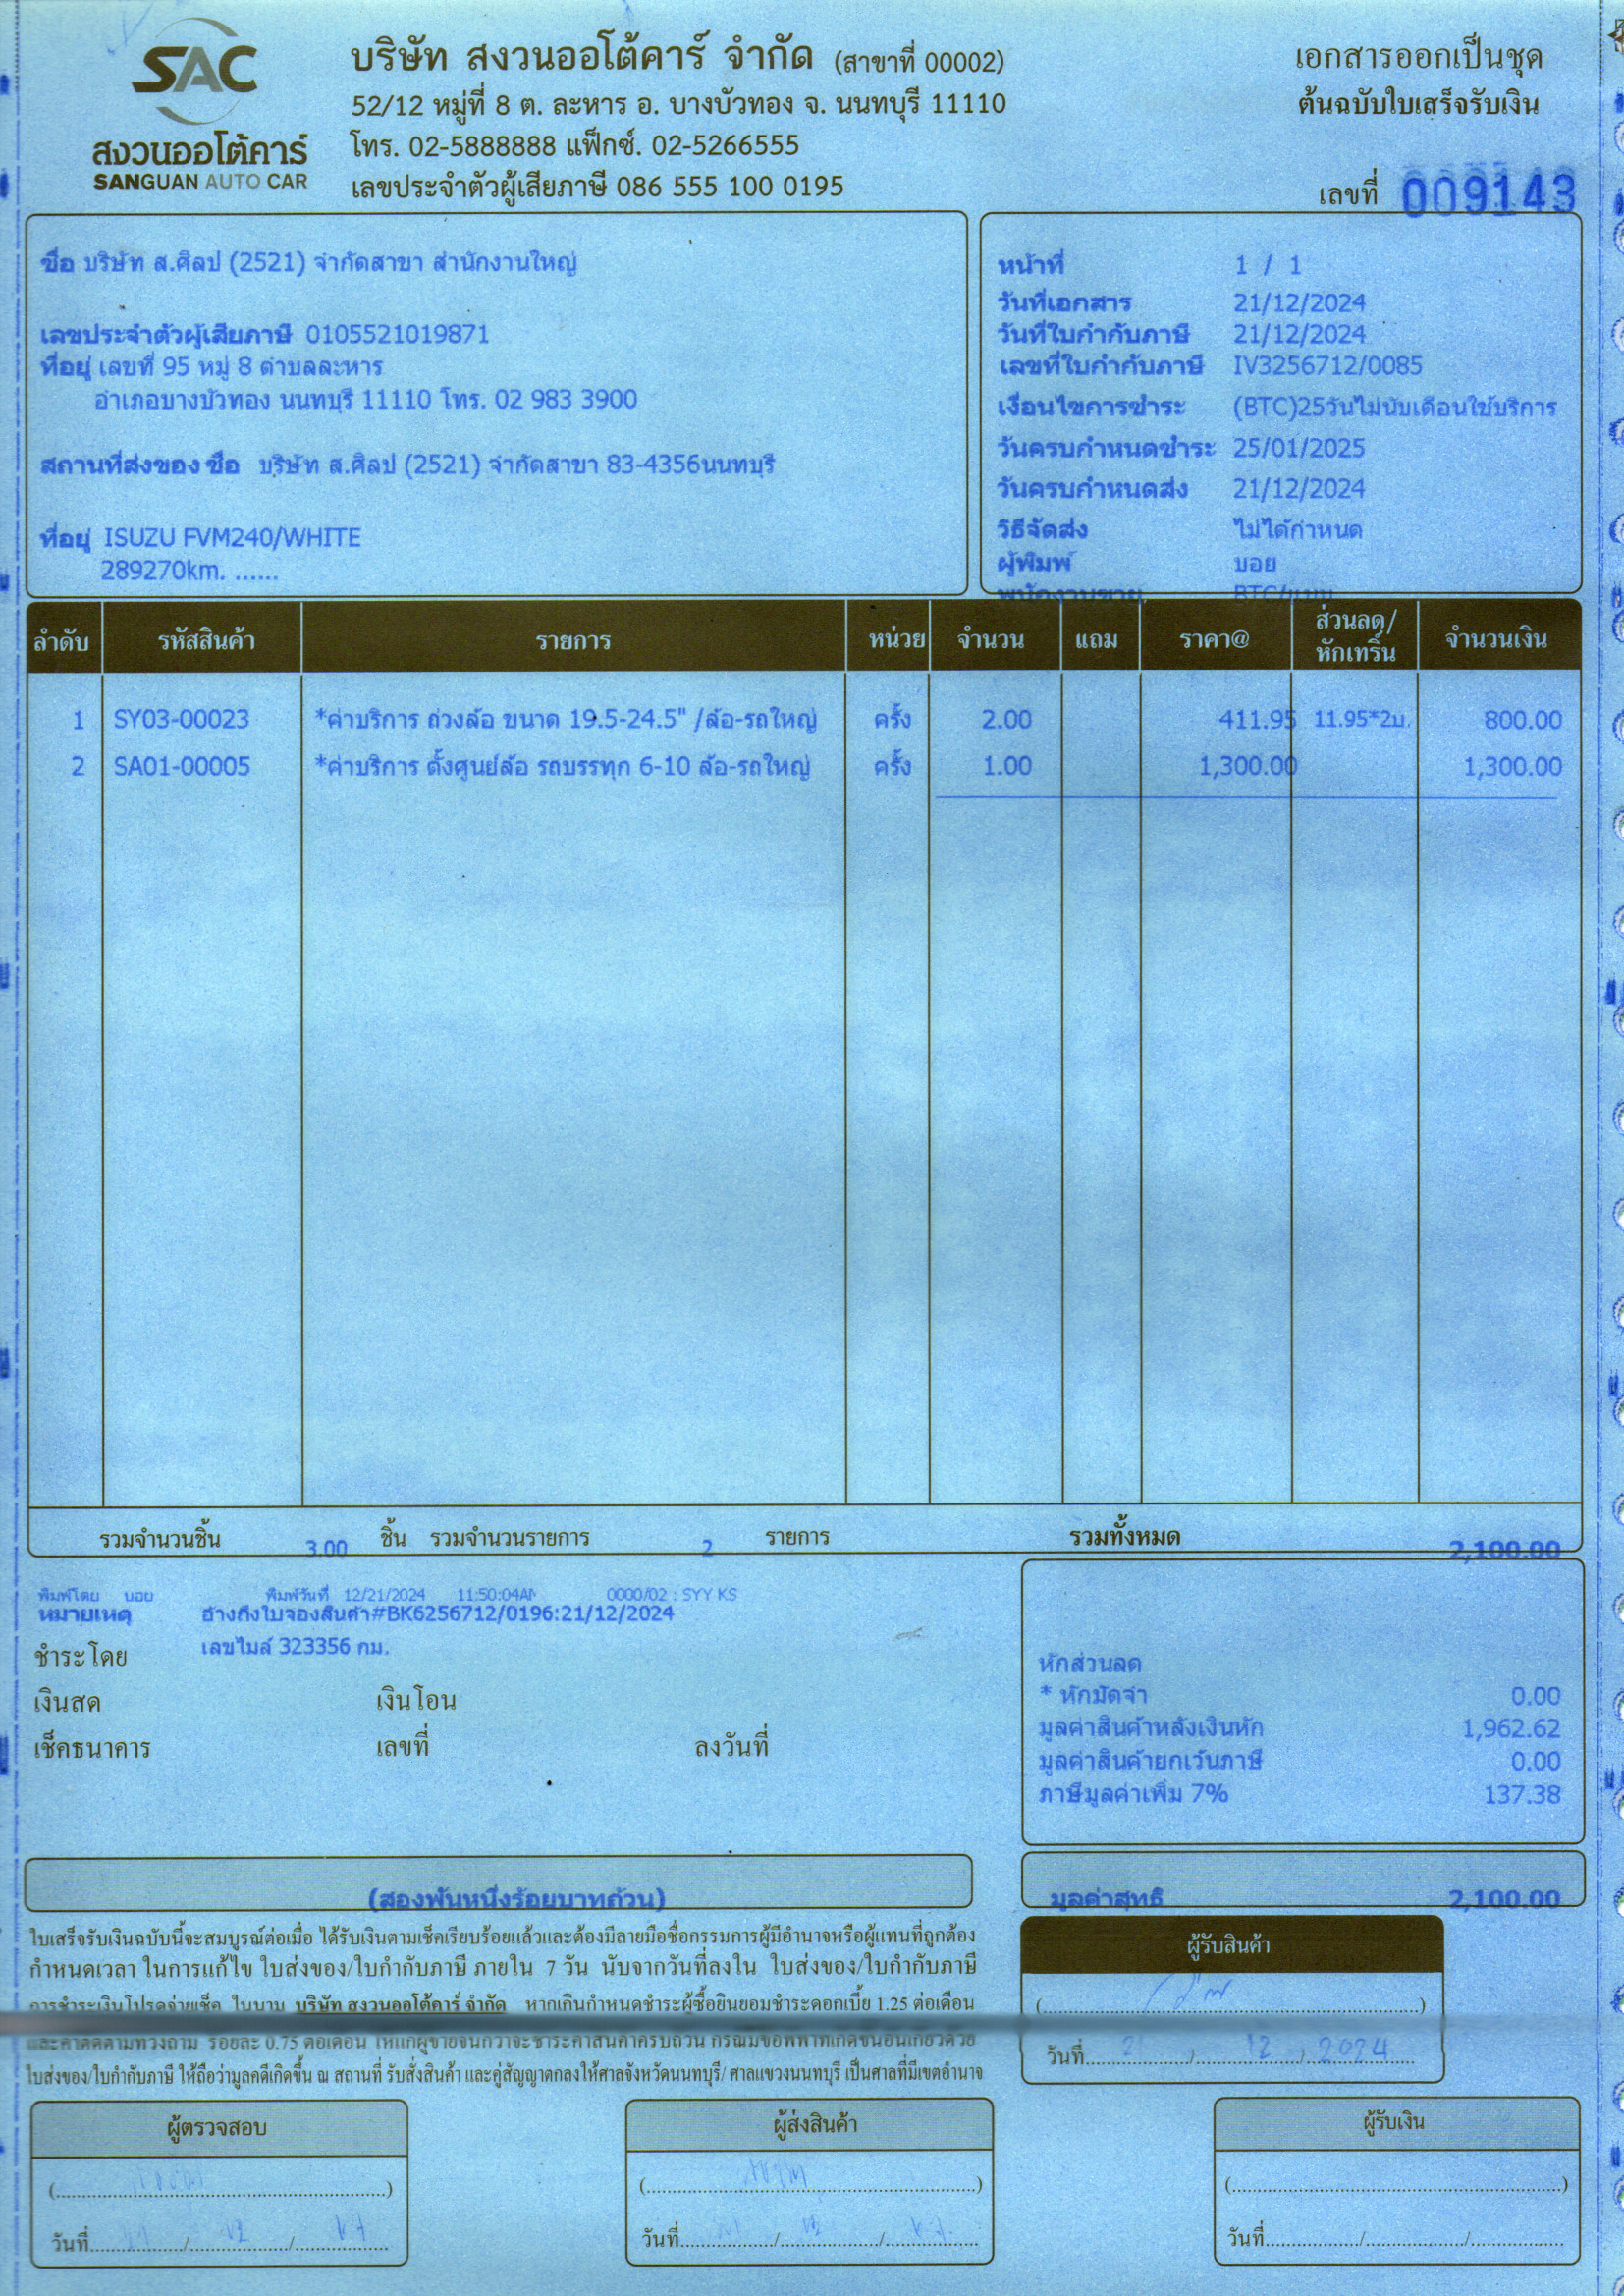 SAC
สงวนออโต้คาร์
SANGUAN AUTO CAR
บริษัท สงวนออโต้คาร์ จำกัด (สาขาที่ 00002)
52/12 หมู่ที่ 8 ต. ละหาร อ. บางบัวทอง จ. นนทบุรี 11110
โทร. 02-5888888 แฟ็กซ์. 02-5266555
เลขประจำตัวผู้เสียภาษี 086 555 100 0195
เอกสารออกเป็นชุด
ต้นฉบับใบเสร็จรับเงิน
เลขที่ 009143
ชื่อ บริษัท ส.ศิลป (2521) จำกัดสาขา สำนักงานใหญ่
เลขประจำตัวผู้เสียภาษี 0105521019871
ที่อยู่ เลขที่ 95 หมู่ 8 ตำบลละหาร
อำเภอบางบัวทอง นนทบุรี 11110 โทร. 02 983 3900
สถานที่ส่งของ ชื่อ บริษัท ส.ศิลป (2521) จำกัดสาขา 83-4356นนทบุรี
ที่อยู่ ISUZU FVM240/WHITE
289270km. ......
หน้าที่ 1 / 1
วันที่เอกสาร 21/12/2024
วันที่ใบกำกับภาษี 21/12/2024
เลขที่ใบกำกับภาษี IV3256712/0085
เงื่อนไขการชำระ (BTC)25วันไม่นับเดือนใช้บริการ
วันครบกำหนดชำระ 25/01/2025
วันครบกำหนดส่ง 21/12/2024
วิธีจัดส่ง ไม่ได้กำหนด
ผู้พิมพ์ บอย
พนักงานขาย BTC/
ลำดับ รหัสสินค้า รายการ หน่วย จำนวน แถม ราคา@ ส่วนลด/หักเทริ์น จำนวนเงิน
1 SY03-00023 *ค่าบริการ ถ่วงล้อ ขนาด 19.5-24.5" /ล้อ-รถใหญ่ ครั้ง 2.00 411.95 11.95*2บ. 800.00
2 SA01-00005 *ค่าบริการ ตั้งศูนย์ล้อ รถบรรทุก 6-10 ล้อ-รถใหญ่ ครั้ง 1.00 1,300.00 1,300.00
รวมจำนวนชิ้น 3.00 ชิ้น รวมจำนวนรายการ 2 รายการ รวมทั้งหมด 2,100.00
พิมพ์โดย บอย พิมพ์วันที่ 12/21/2024 11:50:04AM 0000/02 : SYY KS
หมายเหตุ อ้างถึงใบจองสินค้า#BK6256712/0196:21/12/2024
เลขไมล์ 323356 กม.
ชำระโดย
เงินสด เงินโอน
เช็คธนาคาร เลขที่ ลงวันที่
หักส่วนลด
* หักมัดจำ 0.00
มูลค่าสินค้าหลังเงินหัก 1,962.62
มูลค่าสินค้ายกเว้นภาษี 0.00
ภาษีมูลค่าเพิ่ม 7% 137.38
(สองพันหนึ่งร้อยบาทถ้วน)
มูลค่าสุทธิ 2,100.00
ใบเสร็จรับเงินฉบับนี้จะสมบูรณ์ต่อเมื่อ ได้รับเงินตามเช็คเรียบร้อยแล้วและต้องมีลายมือชื่อกรรมการผู้มีอำนาจหรือผู้แทนที่ถูกต้อง
กำหนดเวลา ในการแก้ไข ใบส่งของ/ใบกำกับภาษี ภายใน 7 วัน นับจากวันที่ลงใน ใบส่งของ/ใบกำกับภาษี
การชำระเงินโปรดจ่ายเช็ค ในนาม บริษัท สงวนออโต้คาร์ จำกัด หากเกินกำหนดชำระผู้ซื้อยินยอมชำระดอกเบี้ย 1.25 ต่อเดือน
และค่าติดตามทวงถาม ร้อยละ 0.75 ต่อเดือน ให้แก่ผู้ขายจนกว่าจะชำระค่าสินค้าครบถ้วน กรณีมีข้อพิพาทเกิดขึ้นอันเกี่ยวด้วย
ใบส่งของ/ใบกำกับภาษี ให้ถือว่ามูลคดีเกิดขึ้น ณ สถานที่ รับสั่งสินค้า และคู่สัญญาตกลงให้ศาลจังหวัดนนทบุรี/ ศาลแขวงนนทบุรี เป็นศาลที่มีเขตอำนาจ
ผู้รับสินค้า
วันที่ 21 / 12 / 2024
ผู้ตรวจสอบ ผู้ส่งสินค้า ผู้รับเงิน
วันที่ 21 / 12 / 67 วันที่ 21 / 12 / 67 วันที่